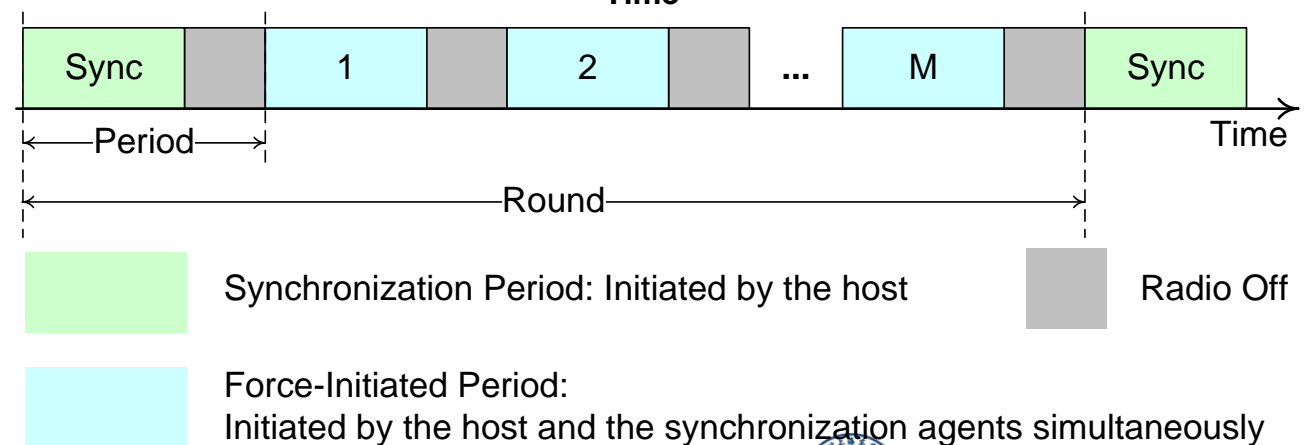 Time
Sync 1 2 ... M Sync
Time
Period
Round
Synchronization Period: Initiated by the host
Radio Off
Force-Initiated Period:
Initiated by the host and the synchronization agents simultaneously